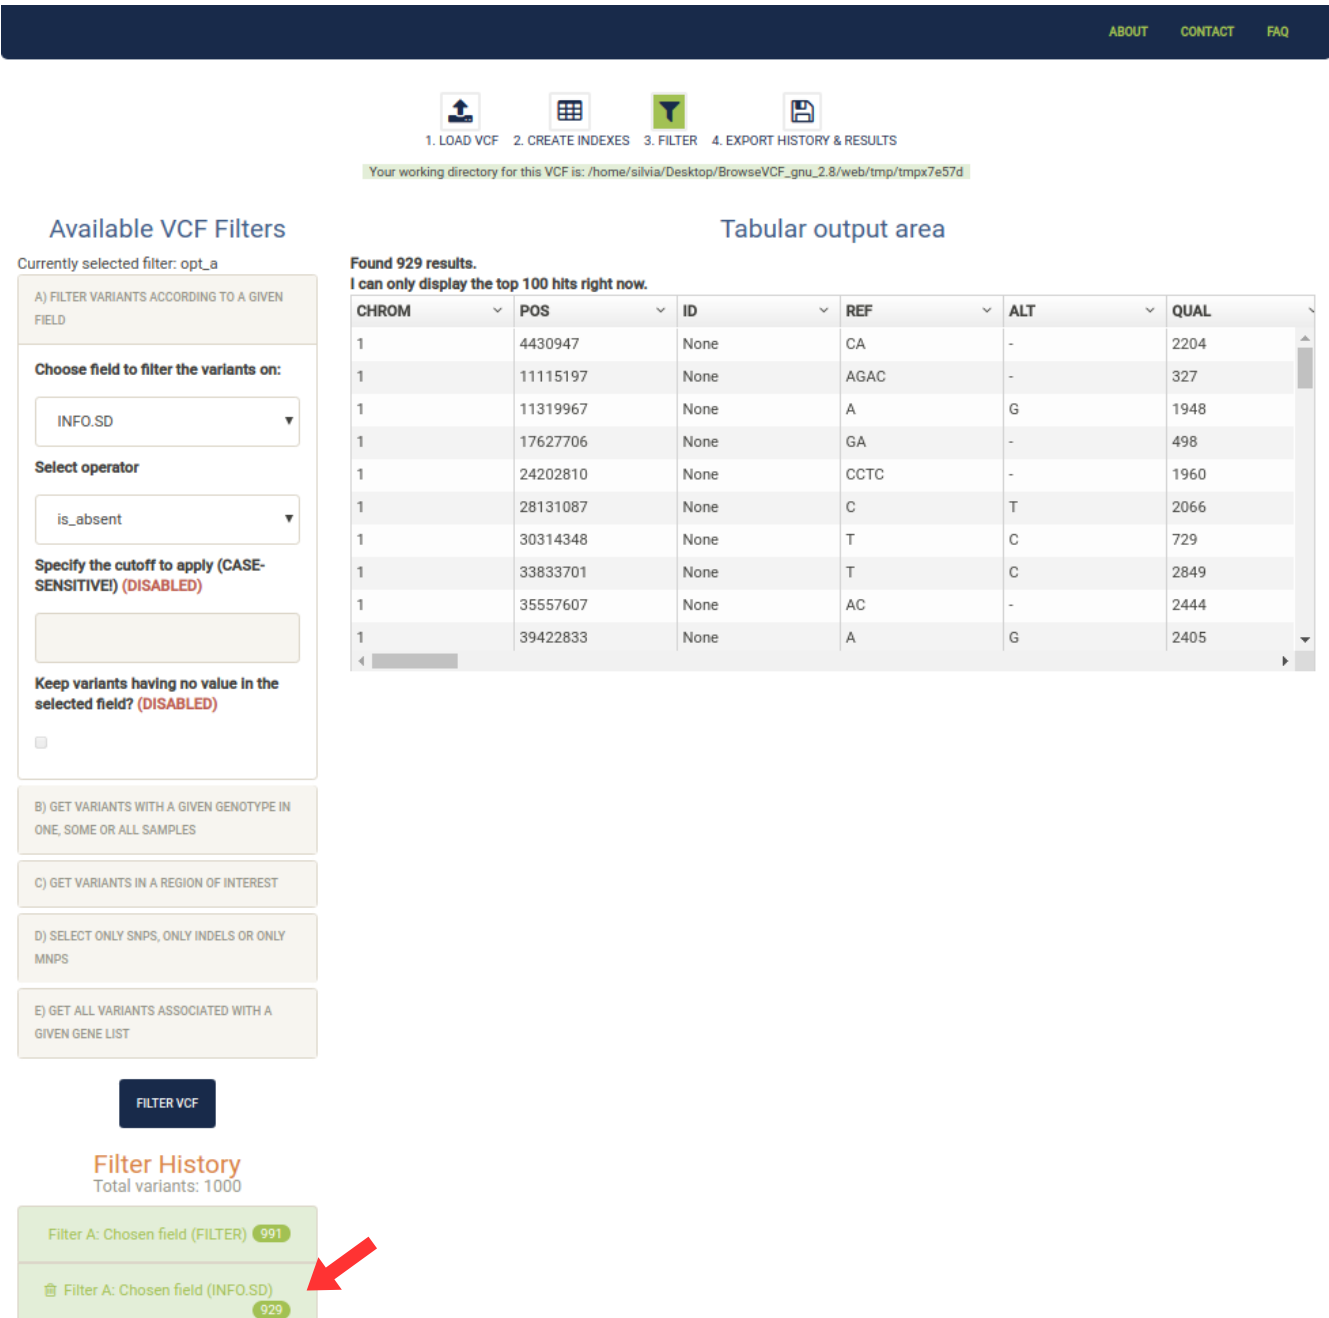 ABOUT CONTACT FAQ
1. LOAD VCF 2. CREATE INDEXES 3. FILTER 4. EXPORT HISTORY & RESULTS
Your working directory for this VCF is: /home/silvia/Desktop/BrowseVCF_gnu_2.8/web/tmp/tmpx7e57d
Available VCF Filters
Currently selected filter: opt_a
A) FILTER VARIANTS ACCORDING TO A GIVEN
FIELD
Choose field to filter the variants on:
INFO.SD
Select operator
is_absent
Specify the cutoff to apply (CASE-
SENSITIVE!) (DISABLED)
Keep variants having no value in the
selected field? (DISABLED)
B) GET VARIANTS WITH A GIVEN GENOTYPE IN
ONE, SOME OR ALL SAMPLES
C) GET VARIANTS IN A REGION OF INTEREST
D) SELECT ONLY SNPS, ONLY INDELS OR ONLY
MNPS
E) GET ALL VARIANTS ASSOCIATED WITH A
GIVEN GENE LIST
FILTER VCF
Filter History
Total variants: 1000
Filter A: Chosen field (FILTER) 991
Filter A: Chosen field (INFO.SD)
929
Tabular output area
Found 929 results.
I can only display the top 100 hits right now.
CHROM POS ID REF ALT QUAL
1 4430947 None CA - 2204
1 11115197 None AGAC - 327
1 11319967 None A G 1948
1 17627706 None GA - 498
1 24202810 None CCTC - 1960
1 28131087 None C T 2066
1 30314348 None T C 729
1 33833701 None T C 2849
1 35557607 None AC - 2444
1 39422833 None A G 2405